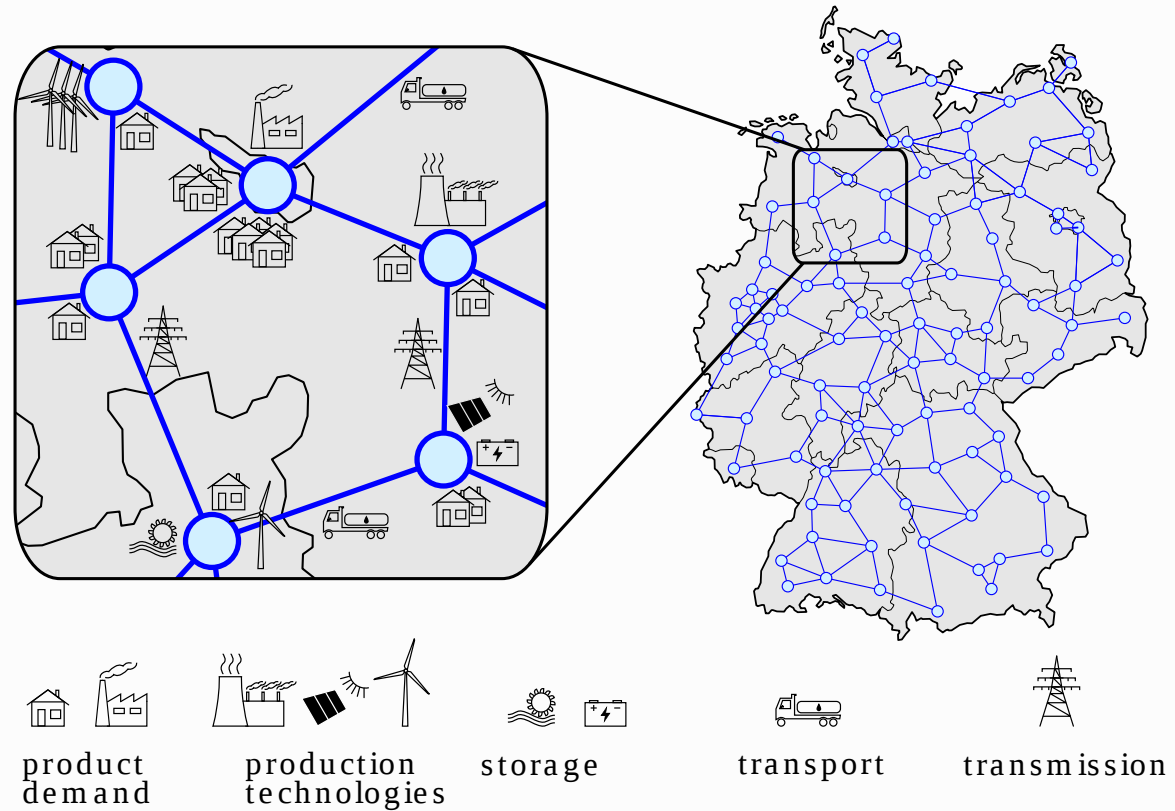 product
demand
production
technologies
storage
transport
transmission